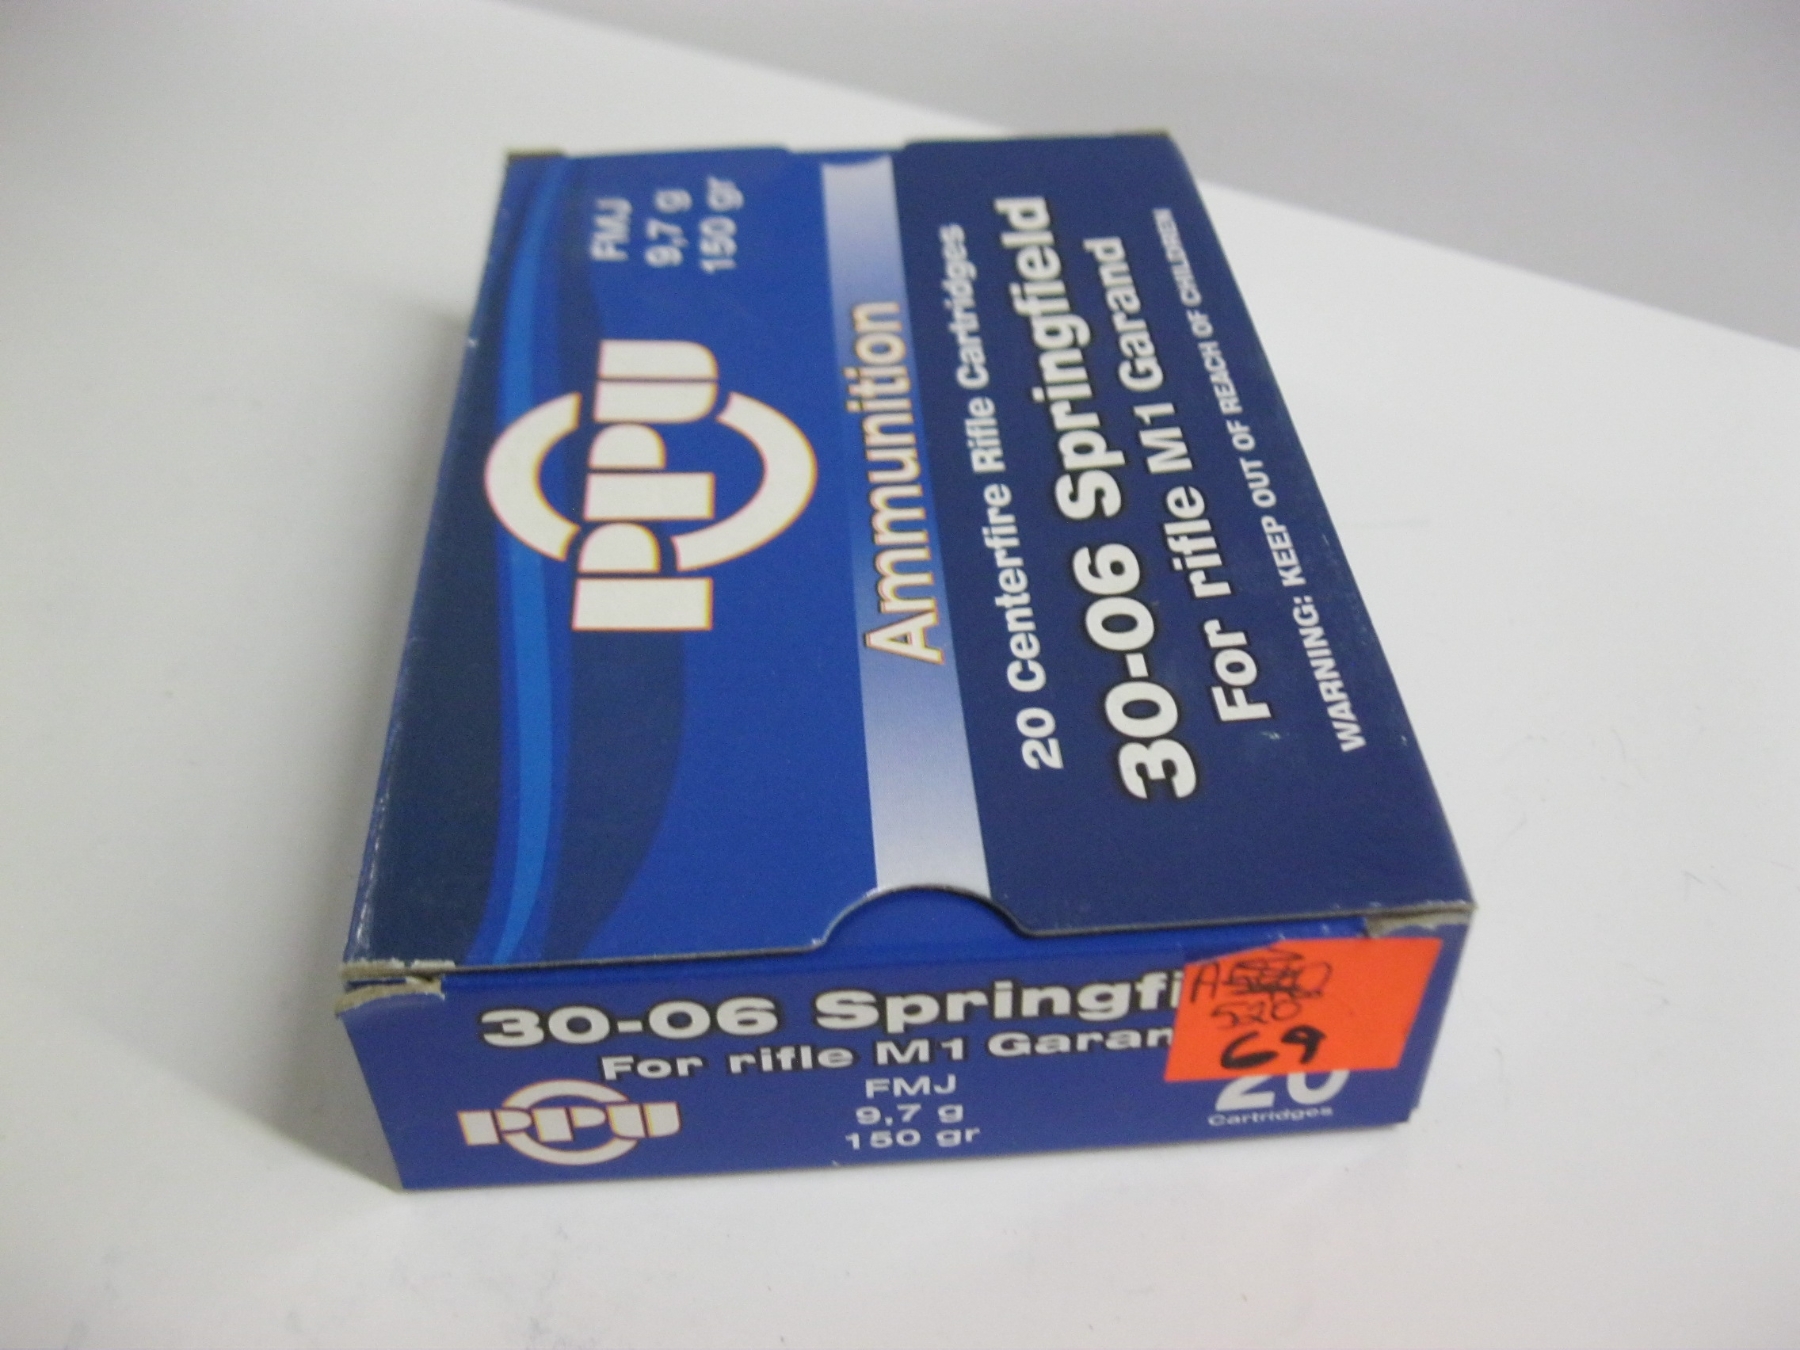 PPU
FMJ
9,7 g
150 gr
Ammunition
20 Centerfire Rifle Cartridges
30-06 Springfield
For rifle M1 Garand
WARNING: KEEP OUT OF REACH OF CHILDREN
30-06 Springfi
For rifle M1 Garan
PPU
FMJ
9,7 g
150 gr
520
69
20
Cartridges